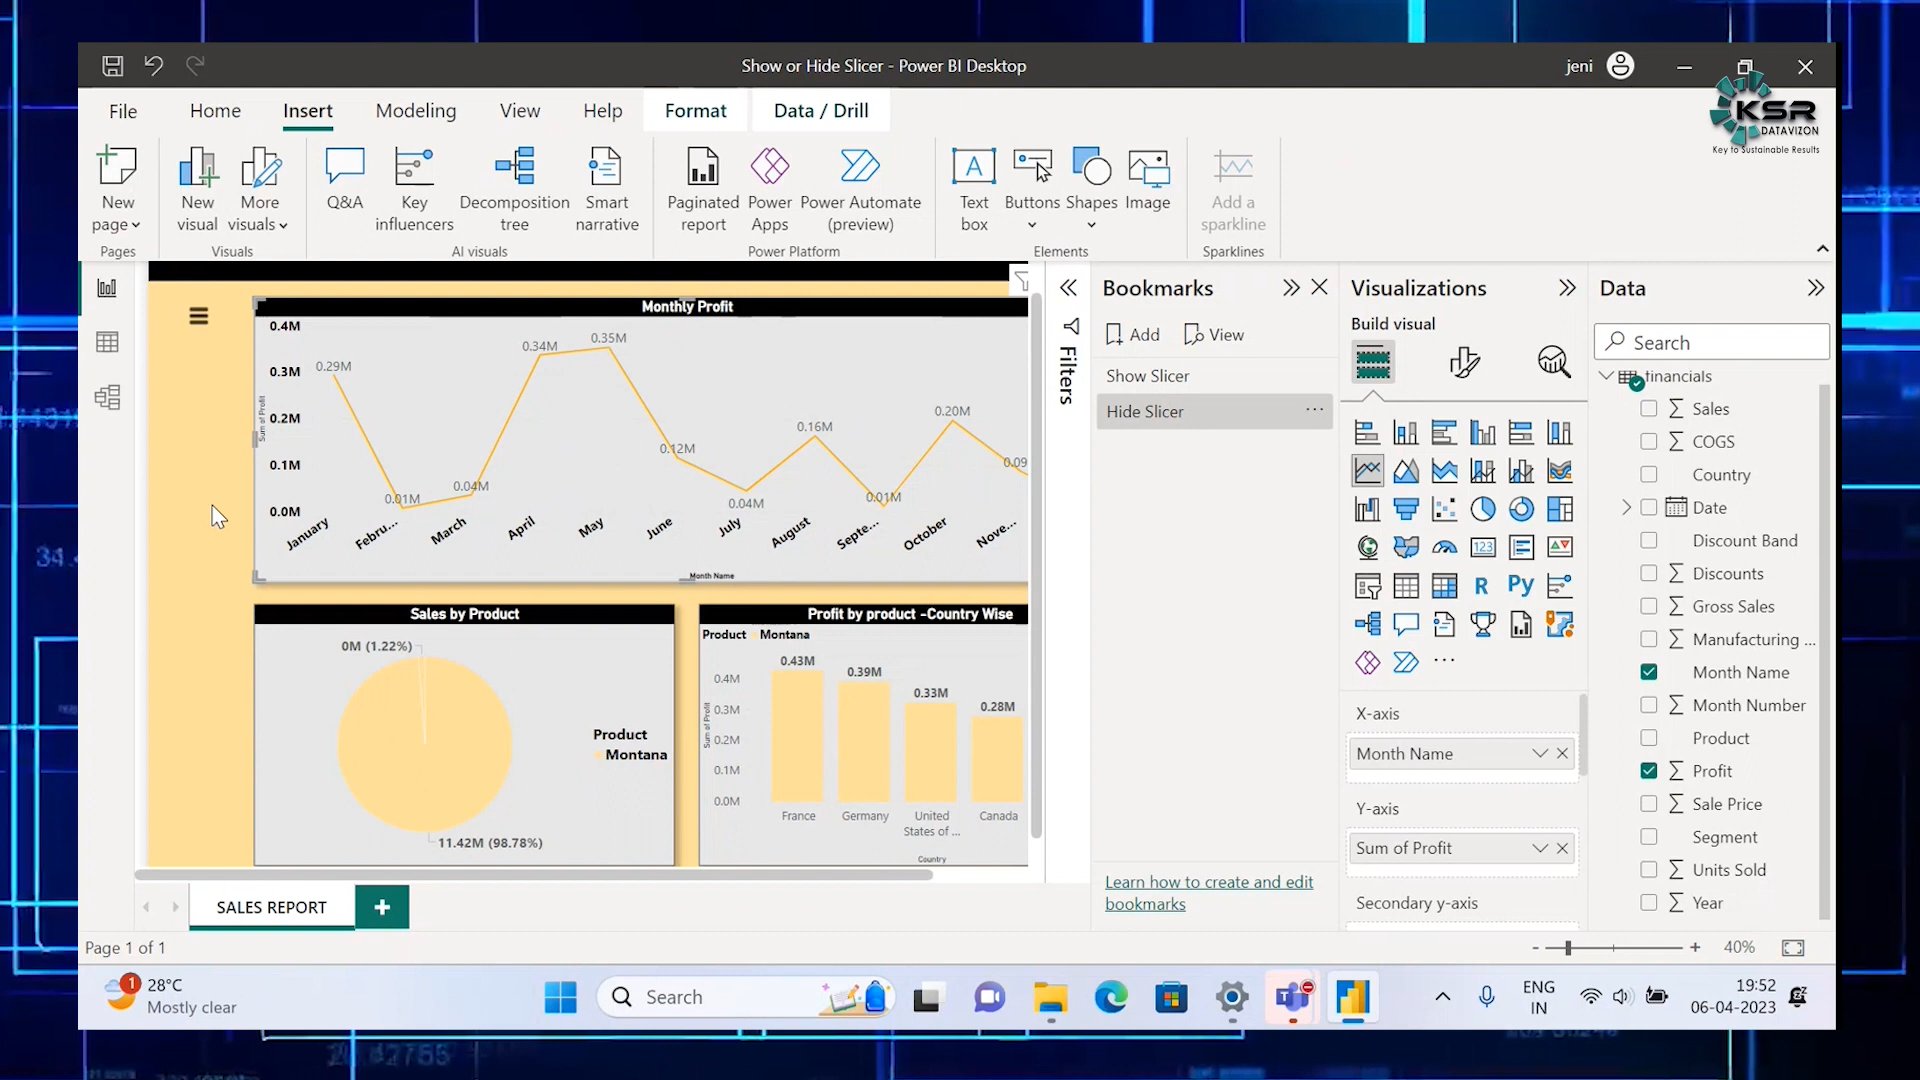 Show or Hide Slicer - Power BI Desktop
jeni
KSR
DATAVIZON
Key to Sustainable Results
File
Home
Insert
Modeling
View
Help
Format
Data / Drill
New
page
New
visual
More
visuals
Q&A
Key
influencers
Decomposition
tree
Smart
narrative
Paginated
report
Power
Apps
Power Automate
(preview)
Text
box
Buttons
Shapes
Image
Add a
sparkline
Pages
Visuals
AI visuals
Power Platform
Elements
Sparklines
Monthly Profit
0.4M
0.3M
0.2M
0.1M
0.0M
Sum of Profit
0.29M
0.01M
0.04M
0.34M
0.35M
0.12M
0.04M
0.16M
0.01M
0.20M
0.09
January
Febru...
March
April
May
June
July
August
Septe...
October
Nove...
Month Name
Sales by Product
0M (1.22%)
11.42M (98.78%)
Product
Montana
Profit by product -Country Wise
Product
Montana
0.4M
0.3M
0.2M
0.1M
0.0M
Sum of Profit
0.43M
0.39M
0.33M
0.28M
France
Germany
United
States of ...
Canada
Country
Filters
Bookmarks
Add
View
Show Slicer
Hide Slicer
Learn how to create and edit
bookmarks
Visualizations
Build visual
123
R
Py
X-axis
Month Name
Y-axis
Sum of Profit
Secondary y-axis
Data
Search
financials
Sales
COGS
Country
Date
Discount Band
Discounts
Gross Sales
Manufacturing ...
Month Name
Month Number
Product
Profit
Sale Price
Segment
Units Sold
Year
SALES REPORT
Page 1 of 1
40%
1
28°C
Mostly clear
Search
ENG
IN
19:52
06-04-2023